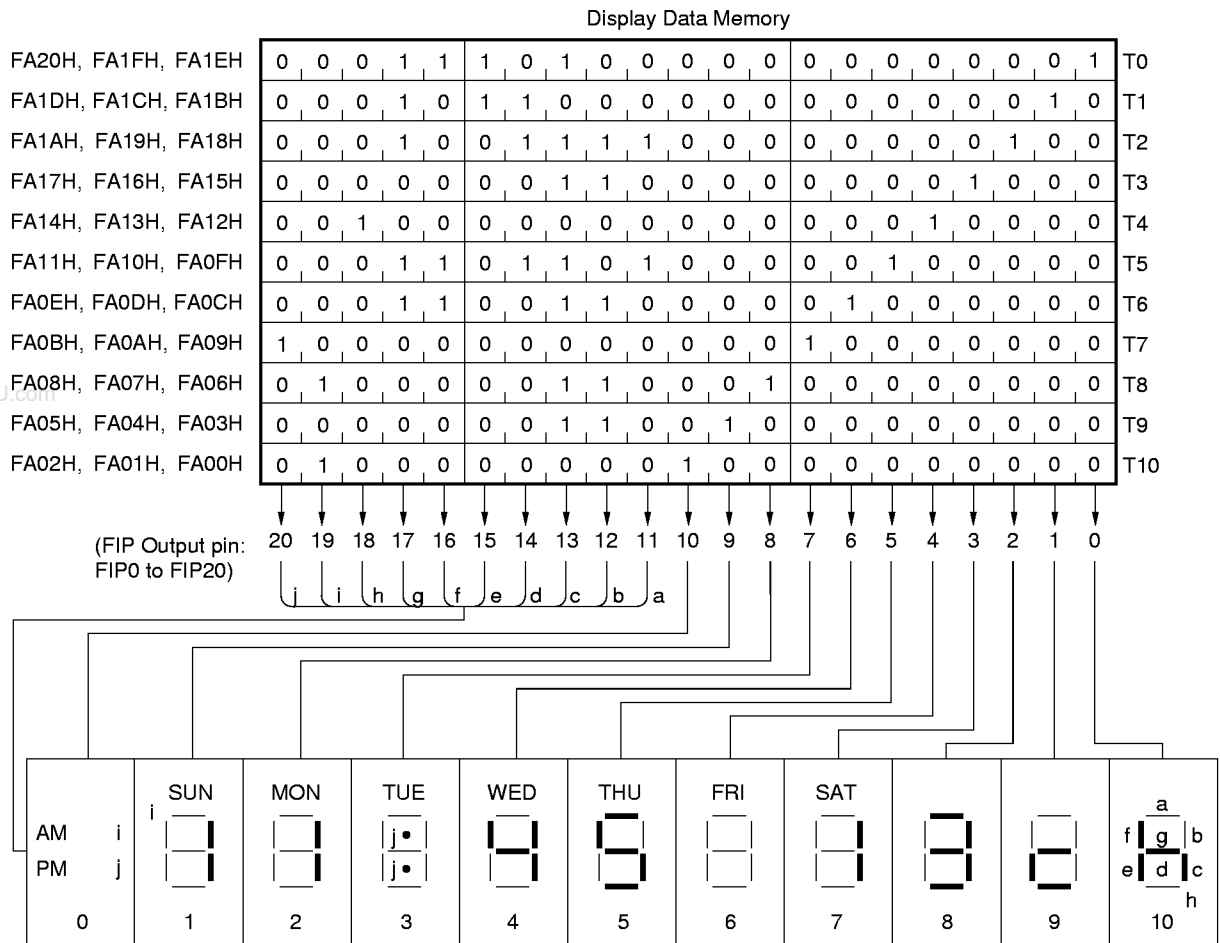 Display Data Memory
FA20H, FA1FH, FA1EH 0 0 0 1 1 1 0 1 0 0 0 0 0 0 0 0 0 0 0 0 1 T0
FA1DH, FA1CH, FA1BH 0 0 0 1 0 1 1 0 0 0 0 0 0 0 0 0 0 0 0 1 0 T1
FA1AH, FA19H, FA18H 0 0 0 1 0 0 1 1 1 1 0 0 0 0 0 0 0 0 1 0 0 T2
FA17H, FA16H, FA15H 0 0 0 0 0 0 0 1 1 0 0 0 0 0 0 0 0 1 0 0 0 T3
FA14H, FA13H, FA12H 0 0 1 0 0 0 0 0 0 0 0 0 0 0 0 0 1 0 0 0 0 T4
FA11H, FA10H, FA0FH 0 0 0 1 1 0 1 1 0 1 0 0 0 0 0 1 0 0 0 0 0 T5
FA0EH, FA0DH, FA0CH 0 0 0 1 1 0 0 1 1 0 0 0 0 0 1 0 0 0 0 0 0 T6
FA0BH, FA0AH, FA09H 1 0 0 0 0 0 0 0 0 0 0 0 0 1 0 0 0 0 0 0 0 T7
FA08H, FA07H, FA06H 0 1 0 0 0 0 0 1 1 0 0 0 1 0 0 0 0 0 0 0 0 T8
J.com
FA05H, FA04H, FA03H 0 0 0 0 0 0 0 1 1 0 0 1 0 0 0 0 0 0 0 0 0 T9
FA02H, FA01H, FA00H 0 1 0 0 0 0 0 0 0 0 1 0 0 0 0 0 0 0 0 0 0 T10
(FIP Output pin: 20 19 18 17 16 15 14 13 12 11 10 9 8 7 6 5 4 3 2 1 0
FIP0 to FIP20)
j i h g f e d c b a
SUN MON TUE WED THU FRI SAT
i
a
AM i j f g b
PM j j e d c
h
0 1 2 3 4 5 6 7 8 9 10